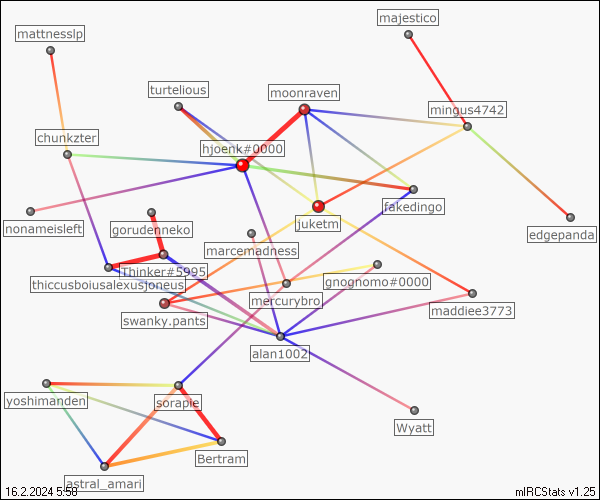 majestico
mattnesslp
turtelious
moonraven
mingus4742
chunkzter
hjoenk#0000
fakedingo
nonameisleft
gorudenneko
juketm
edgepanda
marcemadness
Thinker#5995
thiccusboiusalexusjoneus
gnognomo#0000
mercurybro
maddiee3773
swanky.pants
alan1002
yoshimanden
sorapie
Wyatt
Bertram
astral_amari
16.2.2024 5:58
mIRCStats v1.25